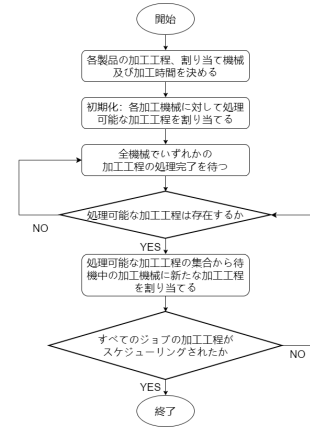 開始
各製品の加工工程、割り当て機械
及び加工時間を決める
初期化: 各加工機械に対して処理
可能な加工工程を割り当てる
全機械でいずれかの
加工工程の処理完了を待つ
処理可能な加工工程は存在するか
NO
YES
処理可能な加工工程の集合から待
機中の加工機械に新たな加工工程
を割り当てる
すべてのジョブの加工工程が
スケジューリングされたか
NO
YES
終了